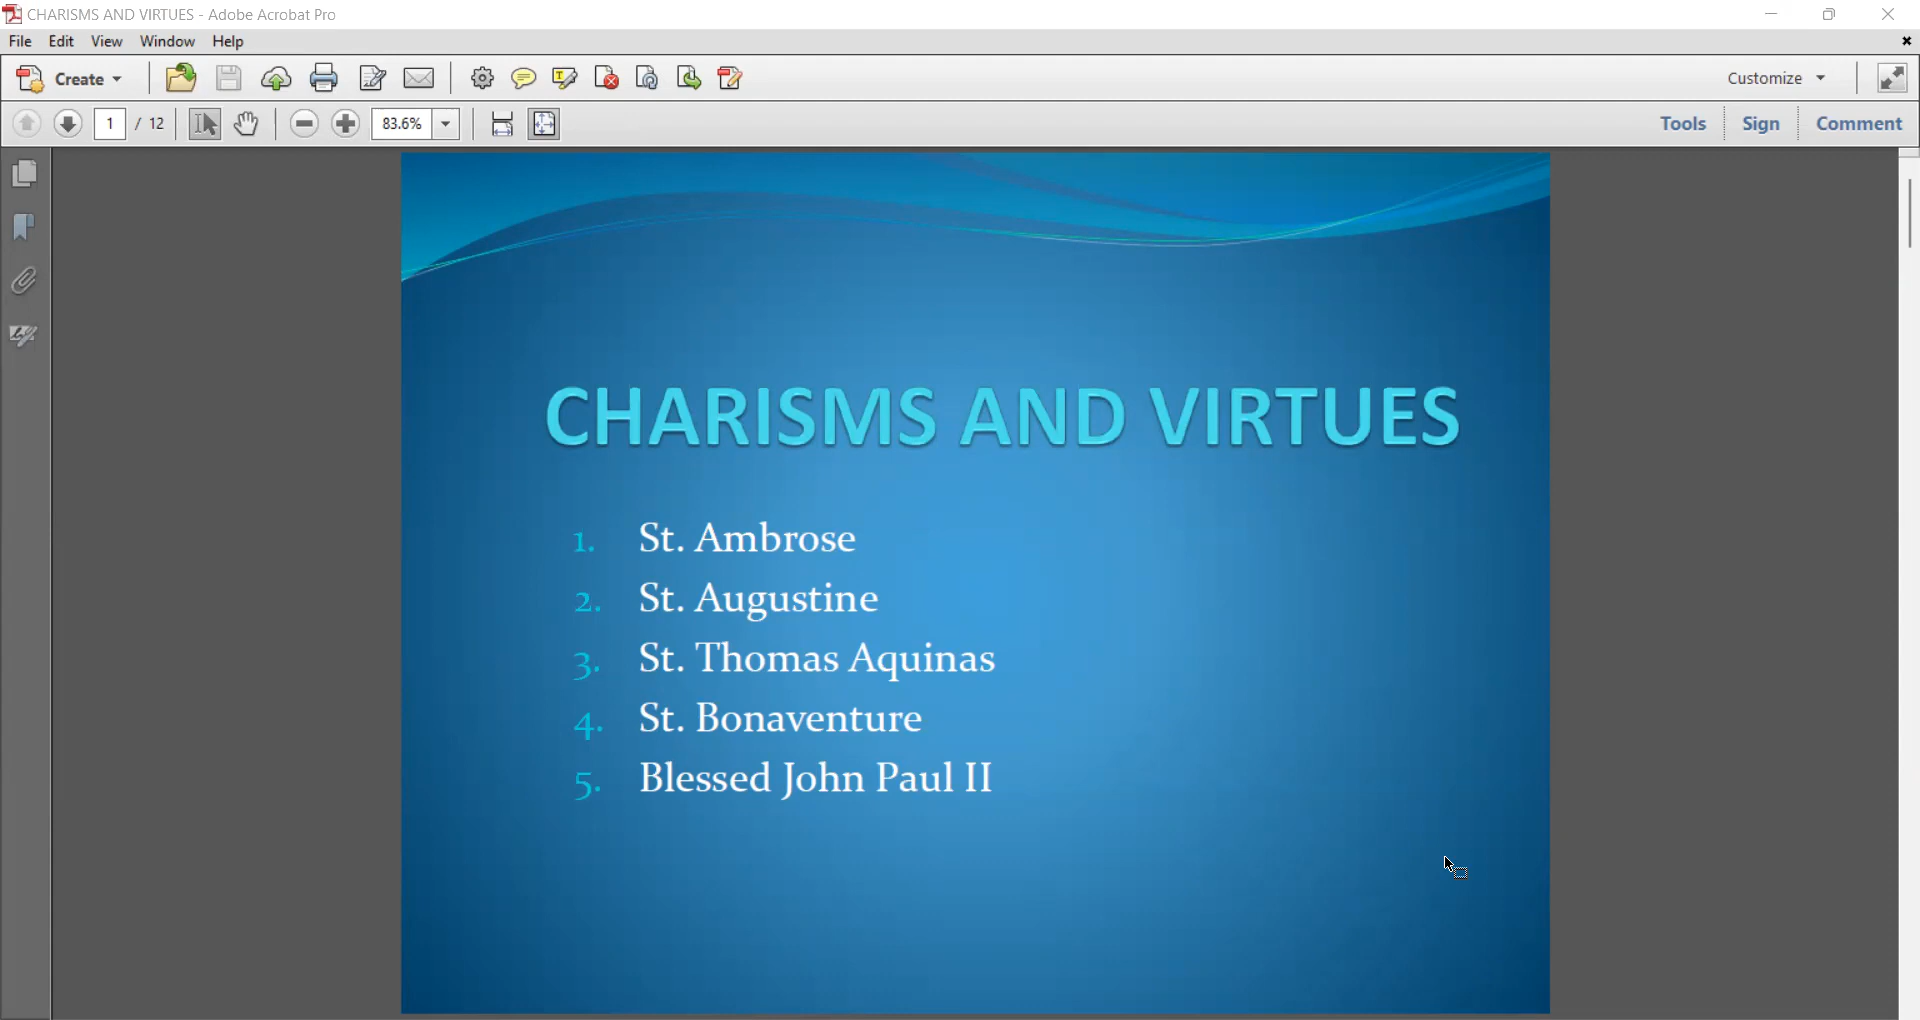 CHARISMS AND VIRTUES - Adobe Acrobat Pro
File Edit View Window Help
Create Customize
1 / 12 83.6% Tools Sign Comment
CHARISMS AND VIRTUES
1. St. Ambrose
2. St. Augustine
3. St. Thomas Aquinas
4. St. Bonaventure
5. Blessed John Paul II